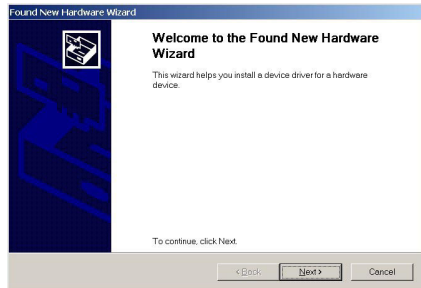 Found New Hardware Wizard
Welcome to the Found New Hardware
Wizard
This wizard helps you install a device driver for a hardware
device.
To continue, click Next.
< Back
Next >
Cancel